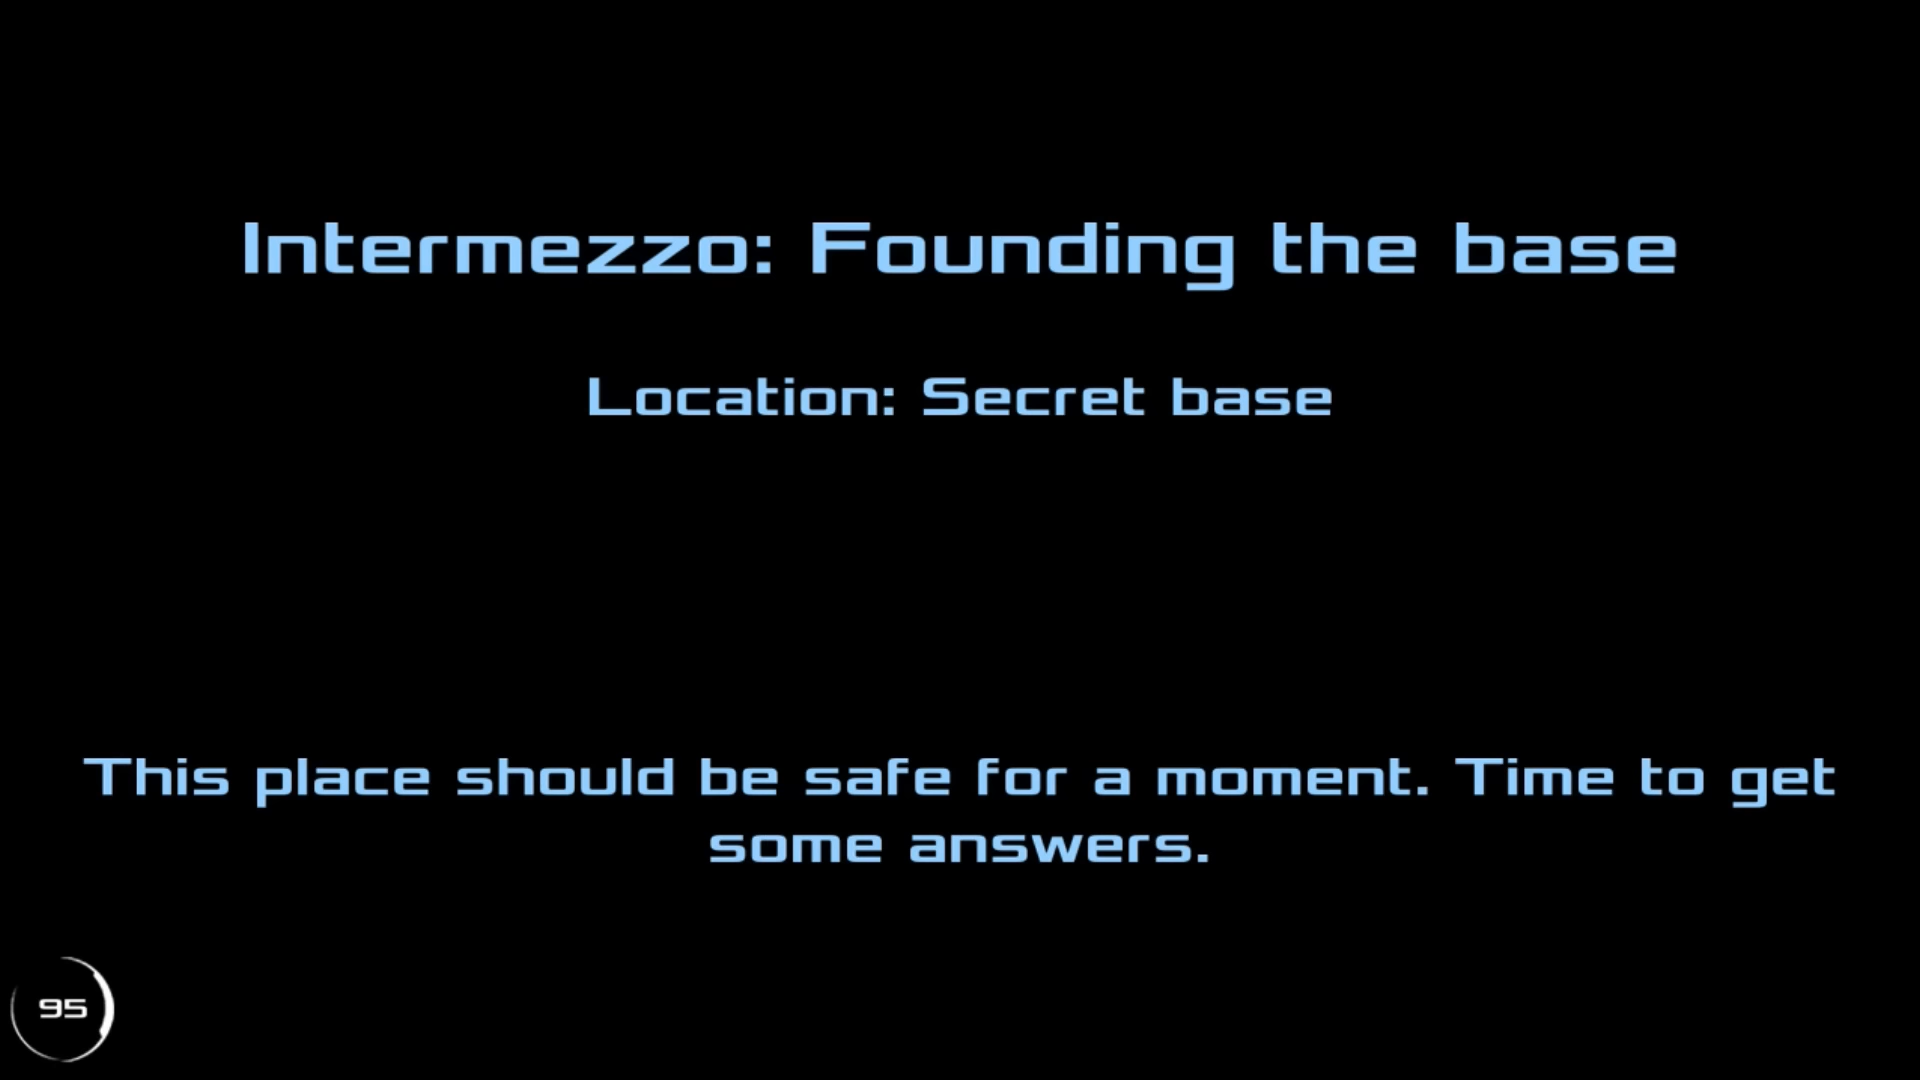 Intermezzo: Founding the base
Location: Secret base
This place should be safe for a moment. Time to get
some answers.
95